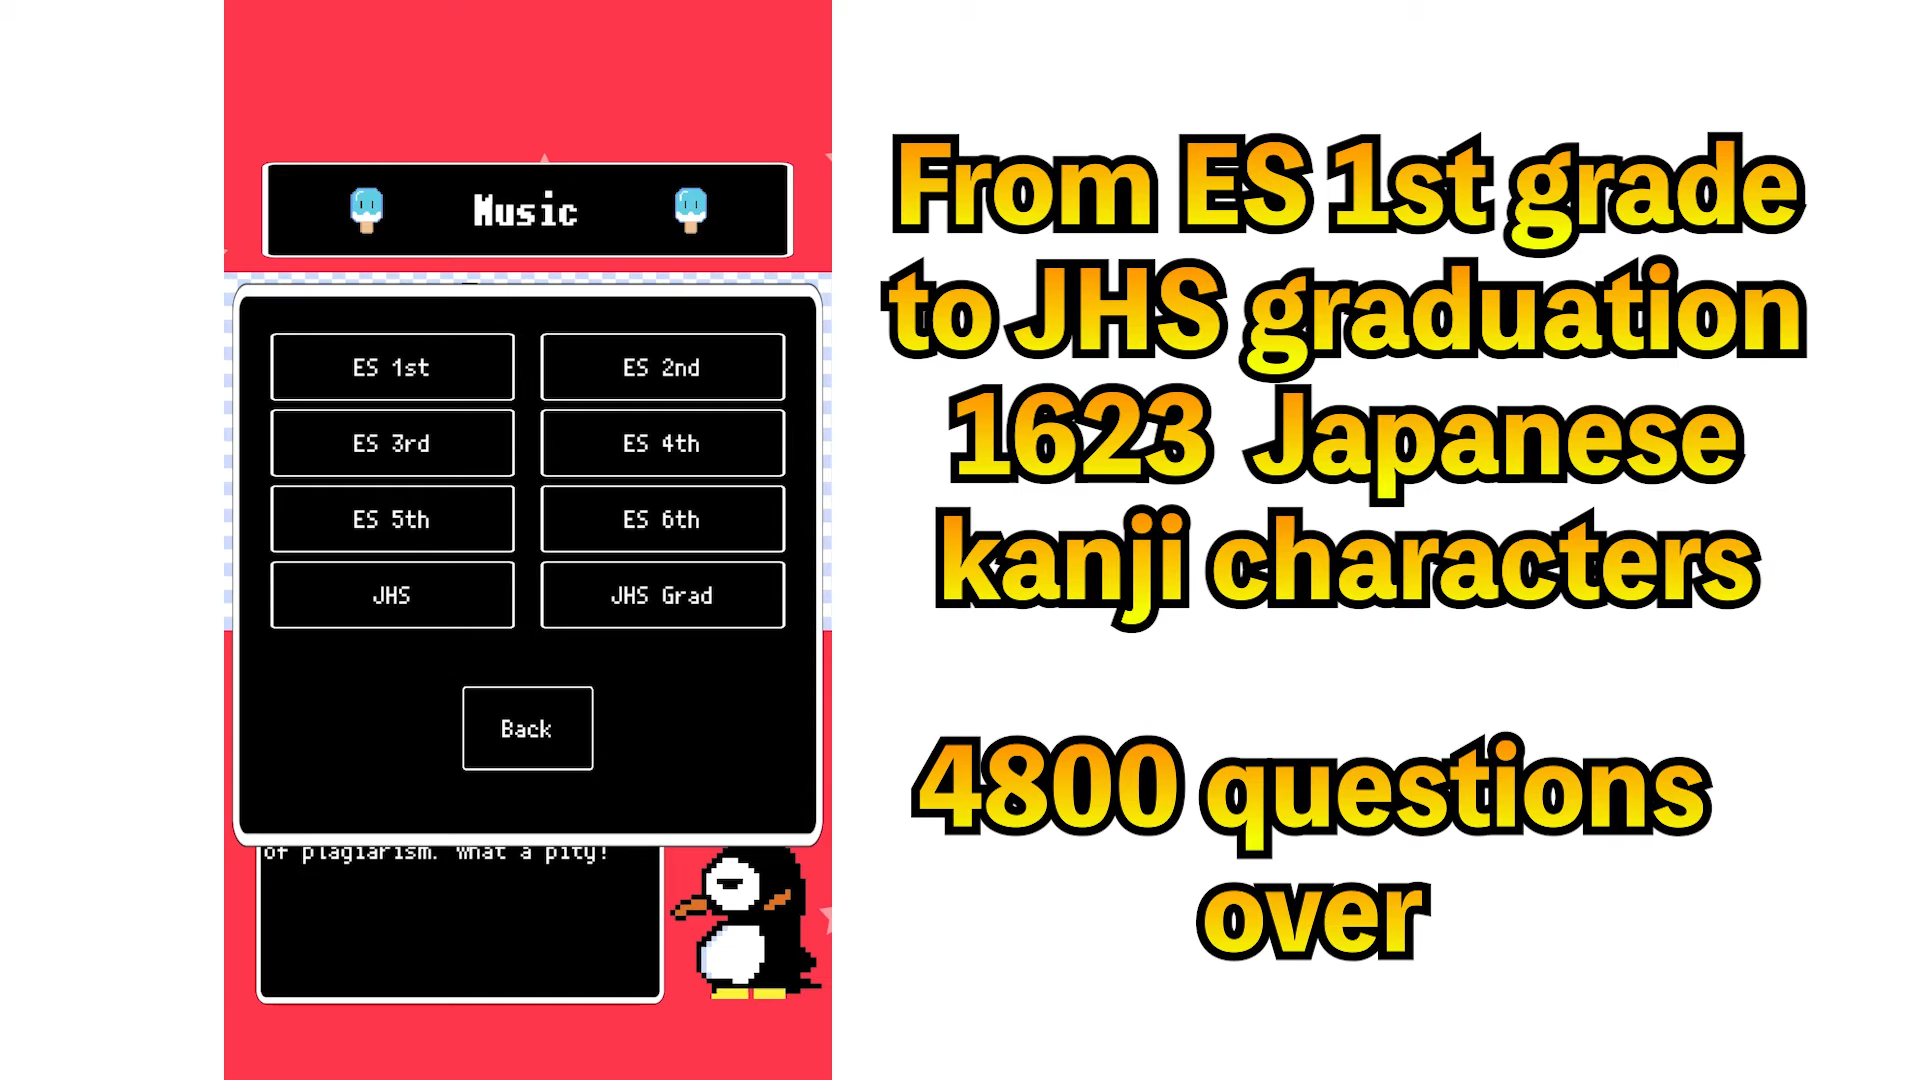 Music
ES 1st
ES 2nd
ES 3rd
ES 4th
ES 5th
ES 6th
JHS
JHS Grad
Back
of plagiarism. What a pity!
From ES 1st grade
to JHS graduation
1623 Japanese
kanji characters
4800 questions
over